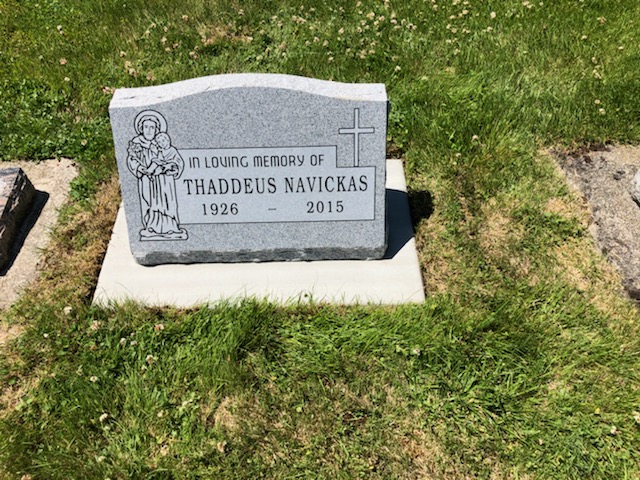 IN LOVING MEMORY OF
THADDEUS NAVICKAS
1926 – 2015